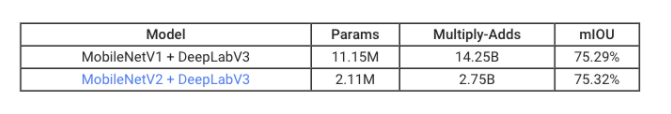 Model Params Multiply-Adds mIOU
MobileNetV1 + DeepLabV3 11.15M 14.25B 75.29%
MobileNetV2 + DeepLabV3 2.11M 2.75B 75.32%